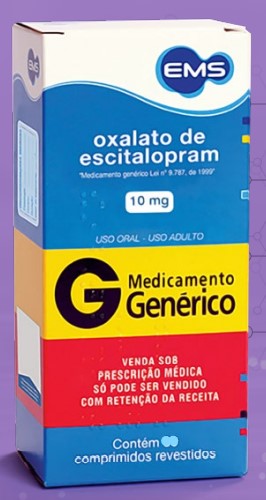 EMS
oxalato de
escitalopram
"Medicamento genérico Lei nº 9.787, de 1999"
10 mg
USO ORAL - USO ADULTO
G Medicamento
Genérico
VENDA SOB
PRESCRIÇÃO MÉDICA
SÓ PODE SER VENDIDO
COM RETENÇÃO DA RECEITA
Contém
comprimidos revestidos